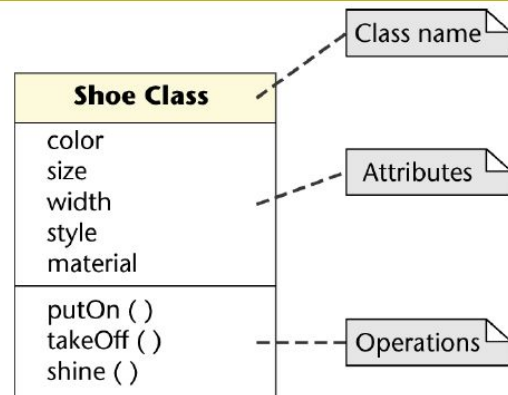 Class name
Shoe Class
color
size
width
style
material
Attributes
putOn ( )
takeOff ( )
shine ( )
Operations